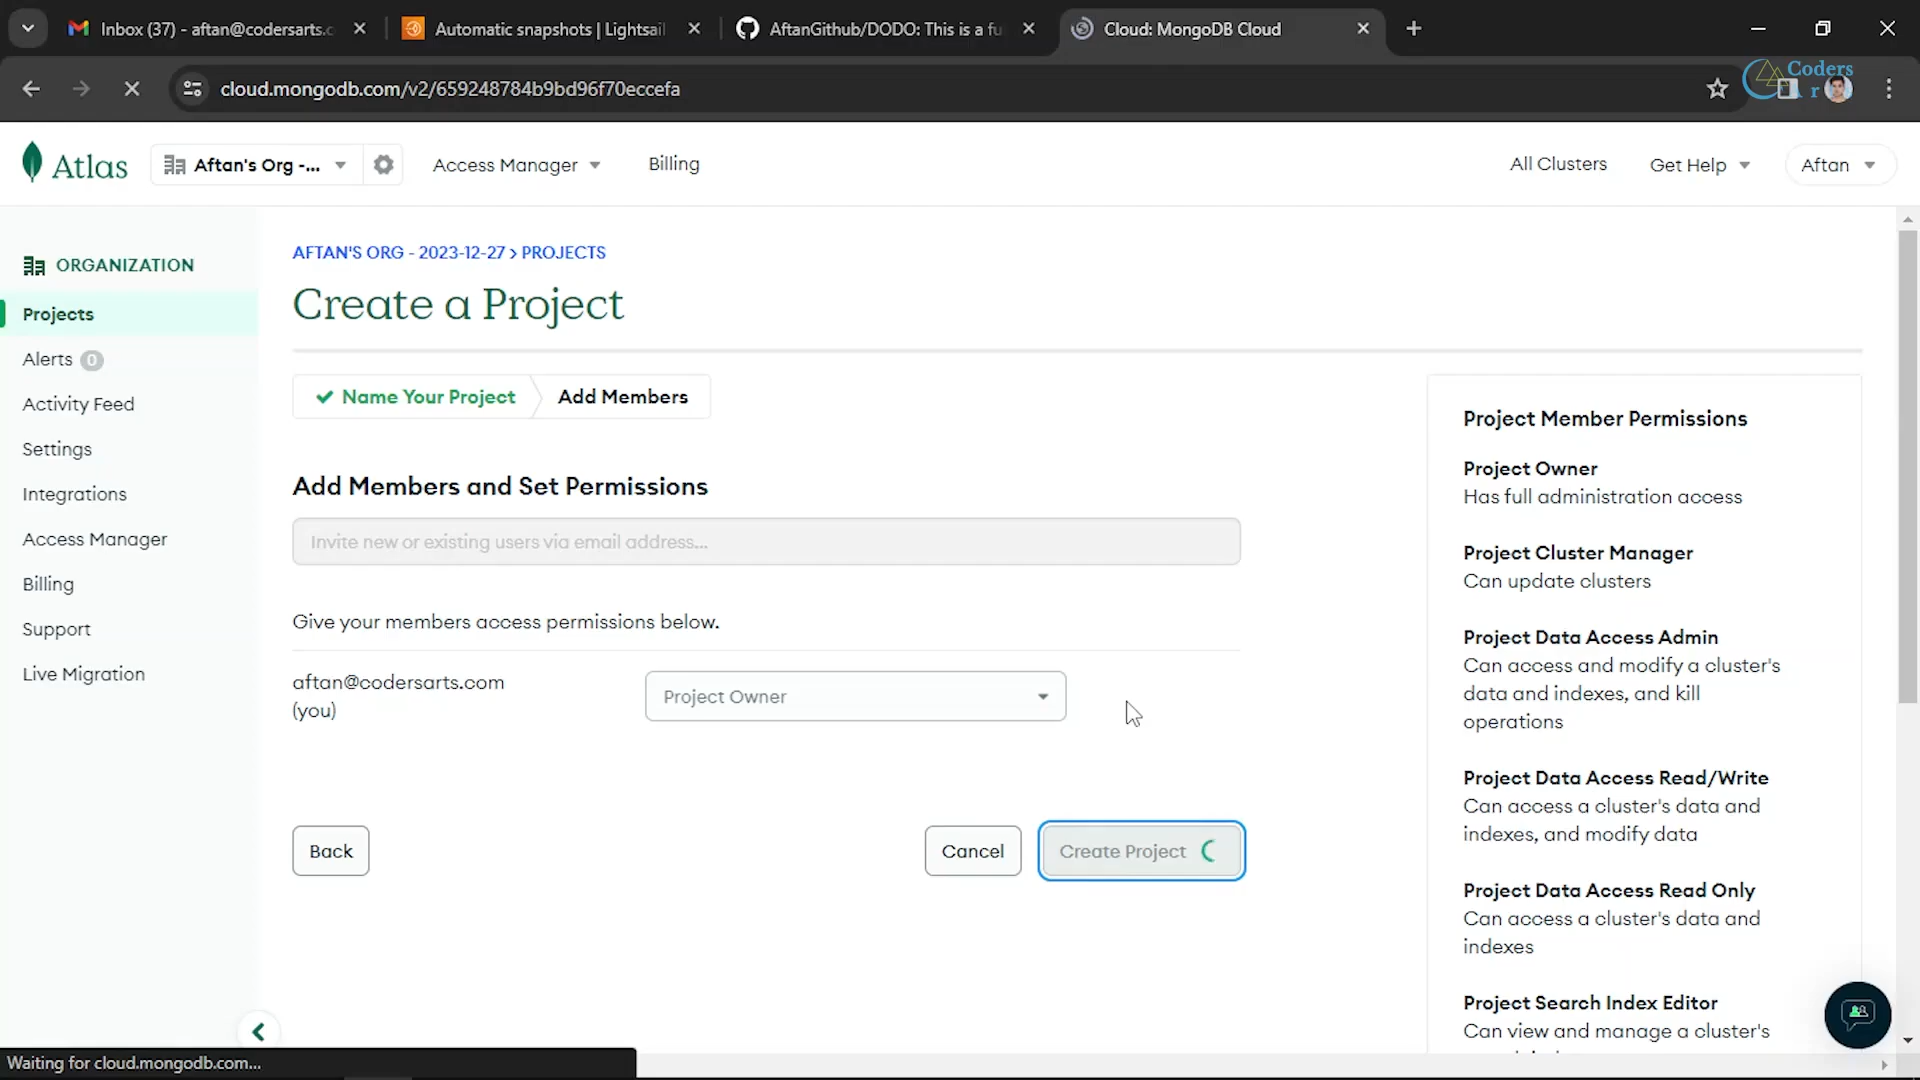 Inbox (37) - aftan@codersarts.c
Automatic snapshots | Lightsail
AftanGithub/DODO: This is a fu
Cloud: MongoDB Cloud
cloud.mongodb.com/v2/659248784b9bd96f70eccefa
Coders
Ar
Atlas
Aftan's Org -...
Access Manager
Billing
All Clusters
Get Help
Aftan
ORGANIZATION
Projects
Alerts 0
Activity Feed
Settings
Integrations
Access Manager
Billing
Support
Live Migration
AFTAN'S ORG - 2023-12-27 > PROJECTS
Create a Project
Name Your Project
Add Members
Add Members and Set Permissions
Invite new or existing users via email address...
Give your members access permissions below.
aftan@codersarts.com
(you)
Project Owner
Back
Cancel
Create Project
Project Member Permissions
Project Owner
Has full administration access
Project Cluster Manager
Can update clusters
Project Data Access Admin
Can access and modify a cluster's
data and indexes, and kill
operations
Project Data Access Read/Write
Can access a cluster's data and
indexes, and modify data
Project Data Access Read Only
Can access a cluster's data and
indexes
Project Search Index Editor
Can view and manage a cluster's
Waiting for cloud.mongodb.com...